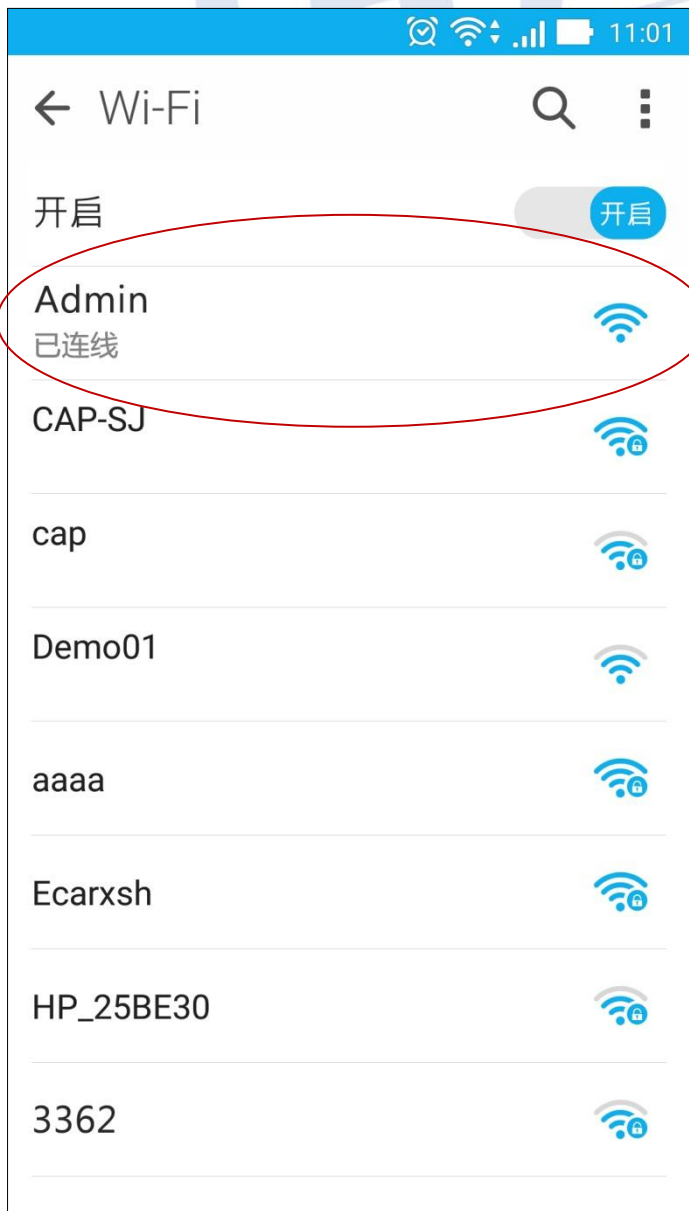 11:01
Wi-Fi
开启 开启
Admin
已连线
CAP-SJ
cap
Demo01
aaaa
Ecarxsh
HP_25BE30
3362